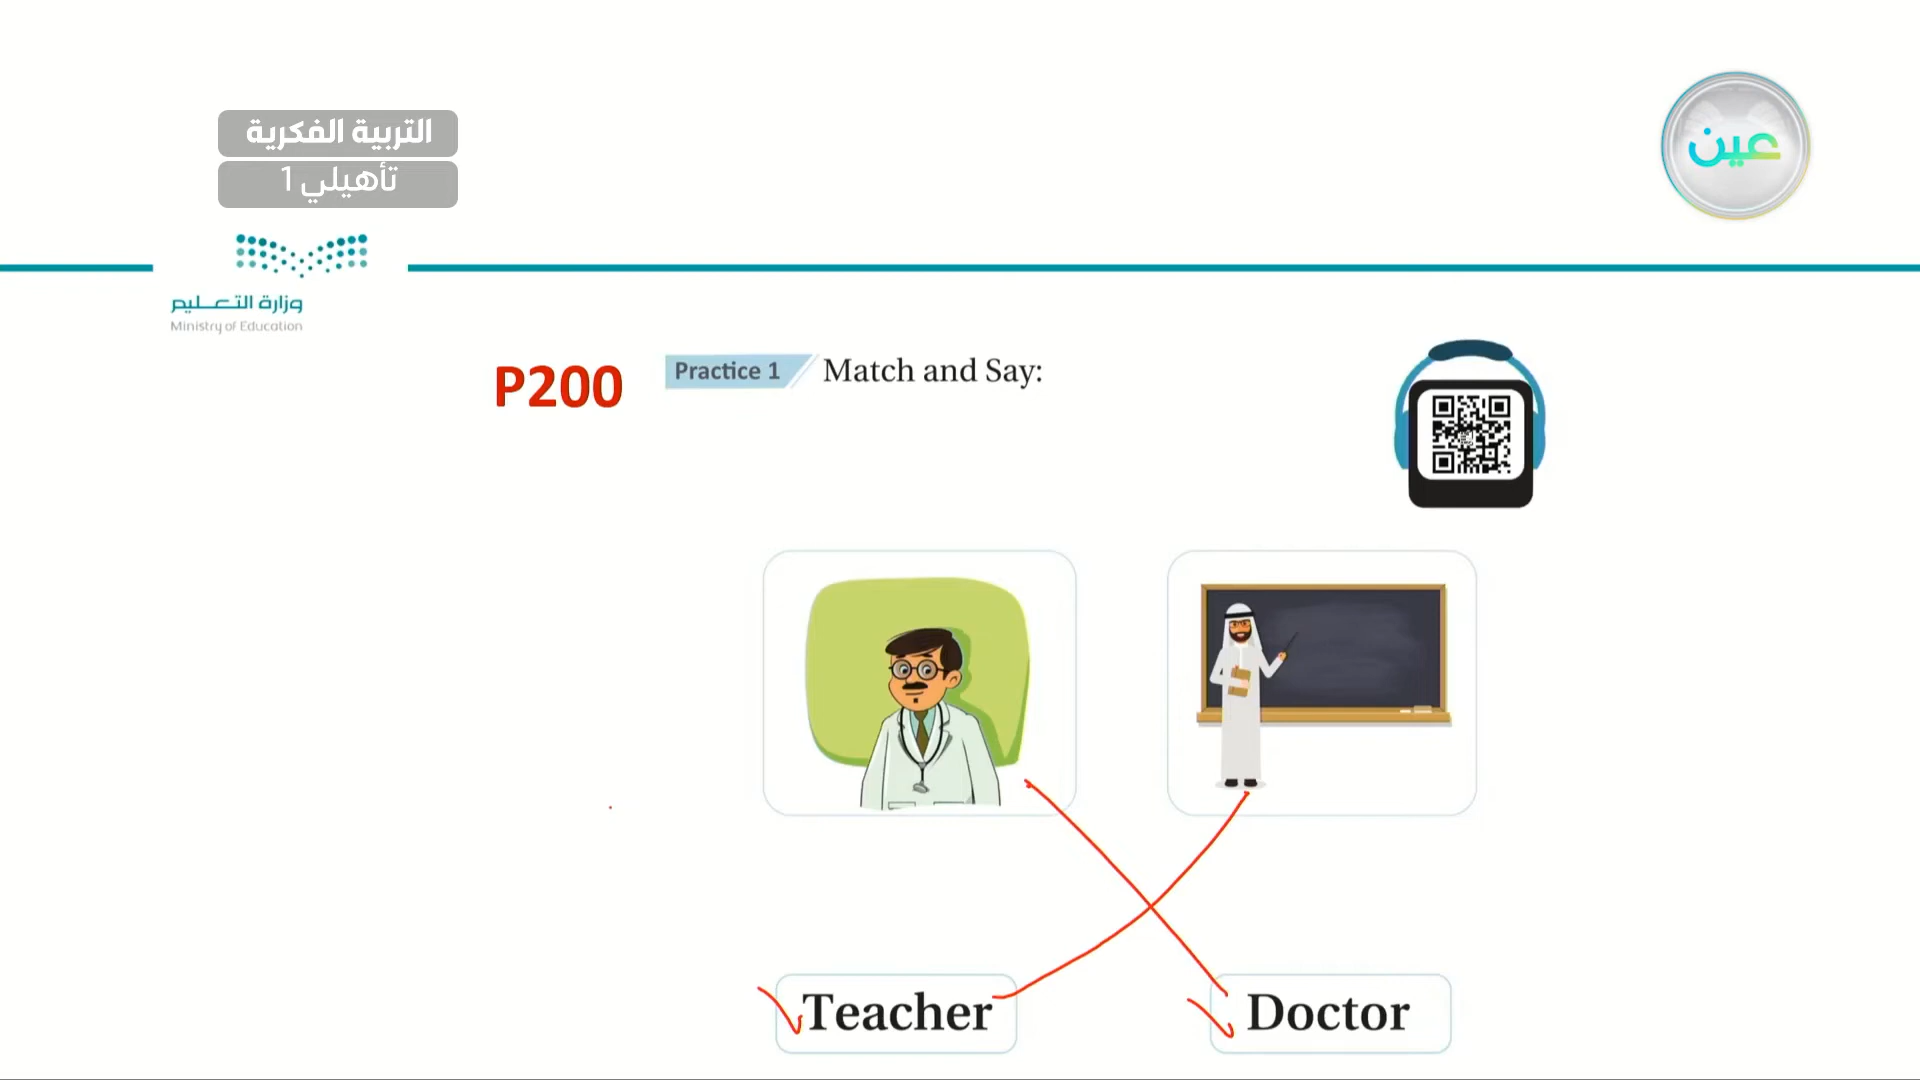 التربية الفكرية
تأهيلي 1
عين
وزارة التعليم
Ministry of Education
P200
Practice 1 Match and Say:
Teacher
Doctor